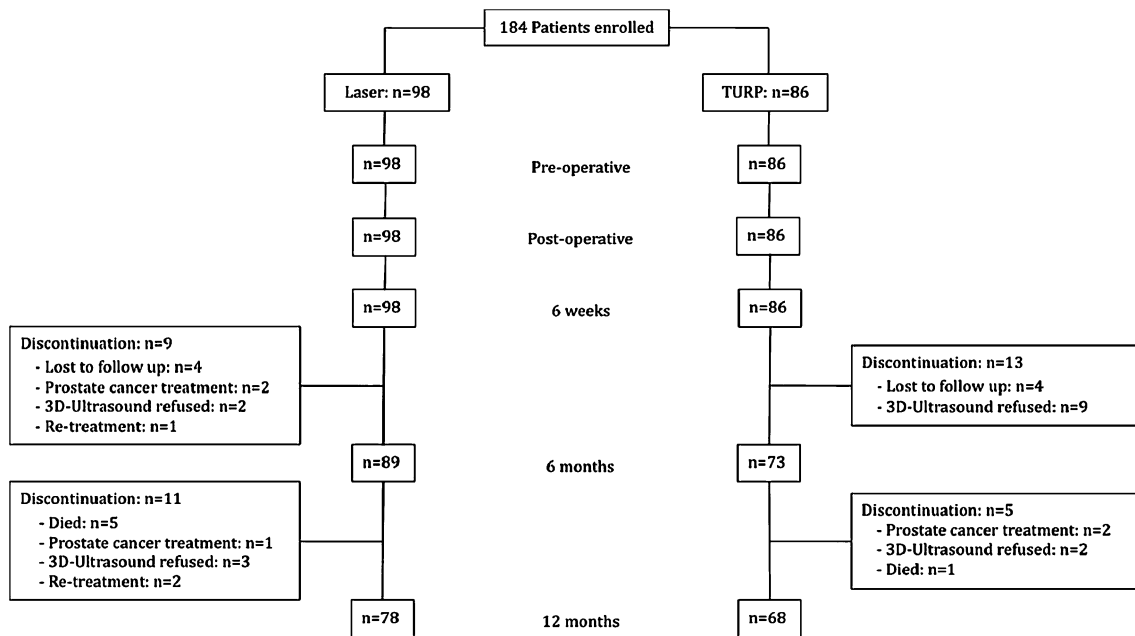 184 Patients enrolled
Laser: n=98
TURP: n=86
n=98
Pre-operative
n=86
n=98
Post-operative
n=86
n=98
6 weeks
n=86
Discontinuation: n=9
- Lost to follow up: n=4
- Prostate cancer treatment: n=2
- 3D-Ultrasound refused: n=2
- Re-treatment: n=1
Discontinuation: n=13
- Lost to follow up: n=4
- 3D-Ultrasound refused: n=9
n=89
6 months
n=73
Discontinuation: n=11
- Died: n=5
- Prostate cancer treatment: n=1
- 3D-Ultrasound refused: n=3
- Re-treatment: n=2
Discontinuation: n=5
- Prostate cancer treatment: n=2
- 3D-Ultrasound refused: n=2
- Died: n=1
n=78
12 months
n=68